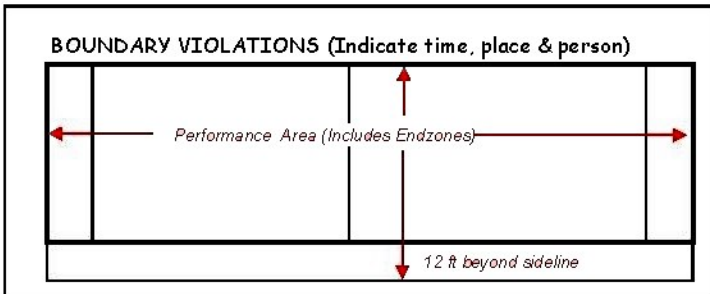 BOUNDARY VIOLATIONS (Indicate time, place & person)
Performance Area (Includes Endzones)
12 ft beyond sideline